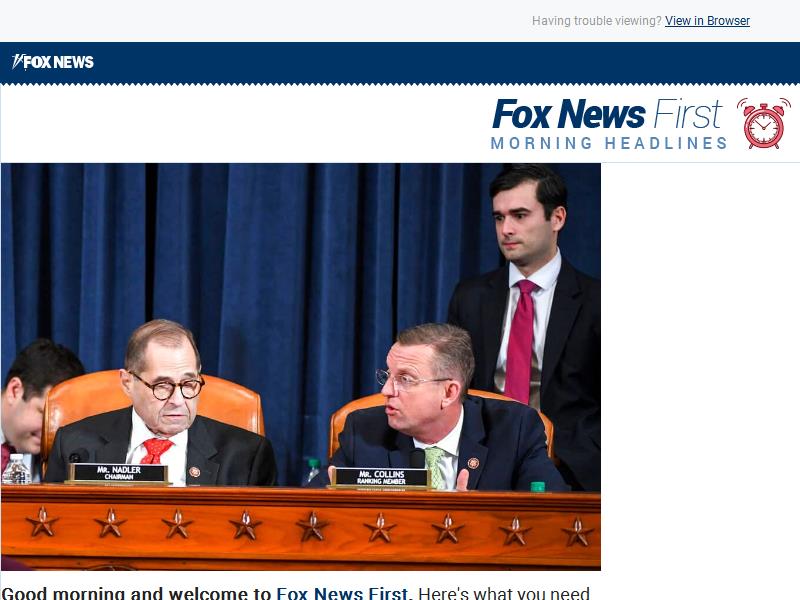 Having trouble viewing? View in Browser
FOX NEWS
Fox News First
MORNING HEADLINES
MR. NADLER
CHAIRMAN
MR. COLLINS
RANKING MEMBER
Good morning and welcome to Fox News First. Here's what you need